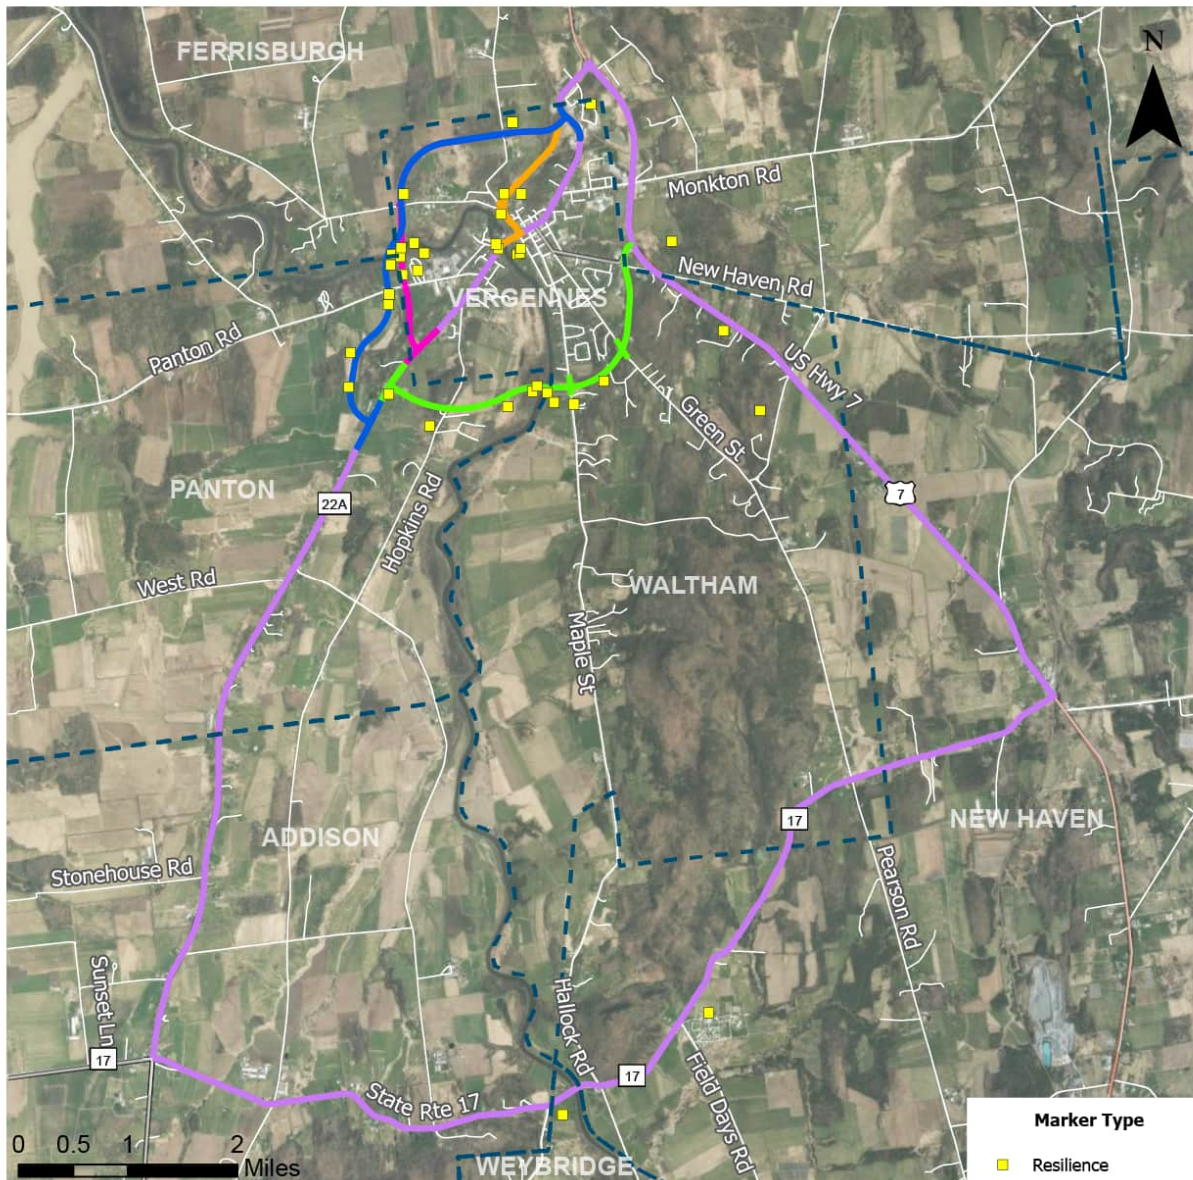 FERRISBURGH
N
Monkton Rd
New Haven Rd
VERGENNES
Panton Rd
US Hwy 7
Green St
PANTON
22A
7
Hopkins Rd
West Rd
WALTHAM
Maple St
17
NEW HAVEN
ADDISON
Stonehouse Rd
Pearson Rd
Sunset Ln
Hallock Rd
17
17
State Rte 17
Field Days Rd
WEYBRIDGE
0 0.5 1 2
Miles
Marker Type
Resilience